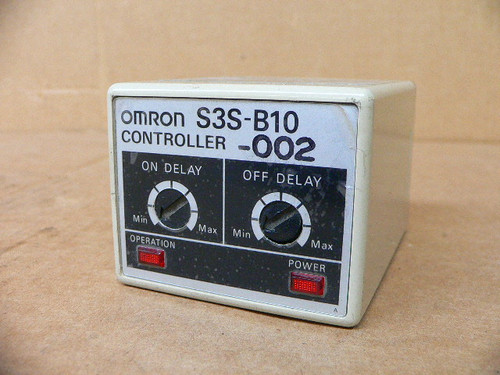 OMRON S3S-B10
CONTROLLER -002
ON DELAY OFF DELAY
Min Max Min Max
OPERATION POWER
A